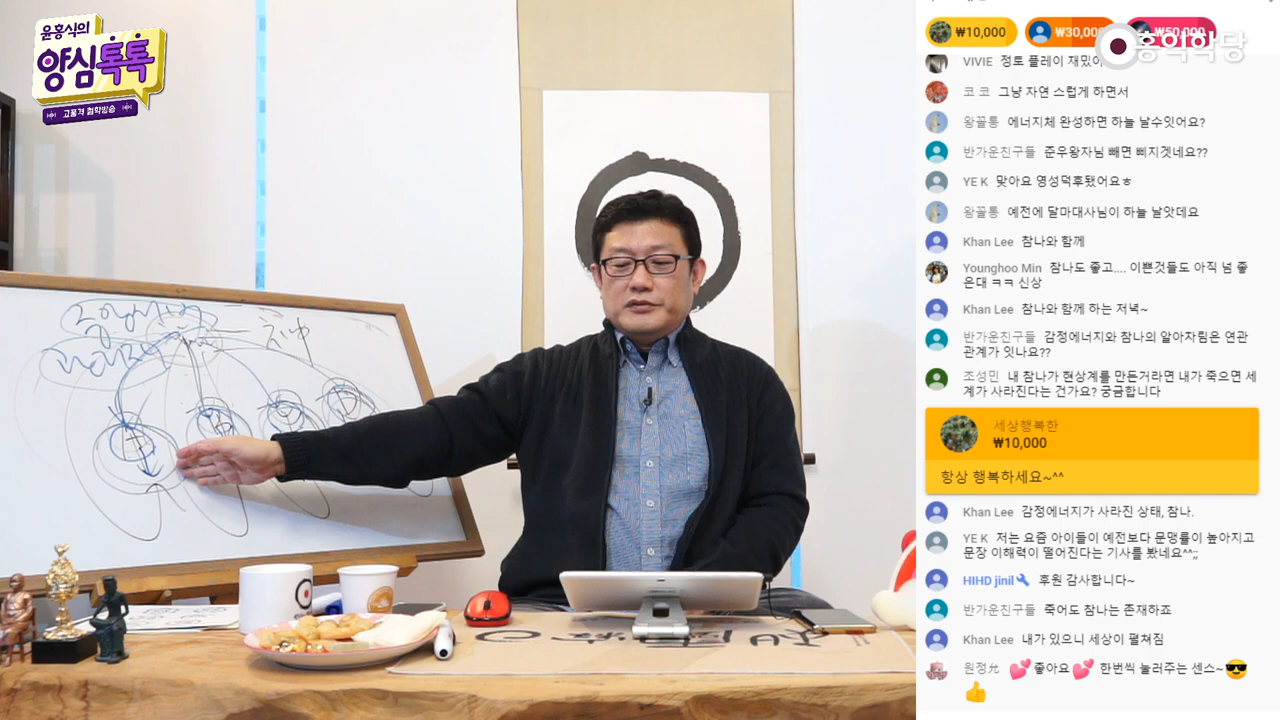 윤홍식의
양심톡톡
고품격 철학방송
홍익학당
₩10,000
₩30,000
₩50,000
VIVIE 정토 플레이 재밌어
코 코 그냥 자연 스럽게 하면서
왕꼴통 에너지체 완성하면 하늘 날수잇어요?
반가운친구들 준우왕자님 빼면 삐지겟네요??
YE K 맞아요 영성덕후됐어요ㅎ
왕꼴통 예전에 달마대사님이 하늘 날앗데요
Khan Lee 참나와 함께
Younghoo Min 참나도 좋고.... 이쁜것들도 아직 넘 좋
은대 ㅋㅋ 신상
Khan Lee 참나와 함께 하는 저녁~
반가운친구들 감정에너지와 참나의 알아차림은 연관
관계가 잇나요??
조성민 내 참나가 현상계를 만든거라면 내가 죽으면 세
계가 사라진다는 건가요? 궁금합니다
세상행복한
₩10,000
항상 행복하세요~^^
Khan Lee 감정에너지가 사라진 상태, 참나.
YE K 저는 요즘 아이들이 예전보다 문맹률이 높아지고
문장 이해력이 떨어진다는 기사를 봤네요^^;;
HIHD jinil 후원 감사합니다~
반가운친구들 죽어도 참나는 존재하죠
Khan Lee 내가 있으니 세상이 펼쳐짐
원정允 💕좋아요💕 한번씩 눌러주는 센스~😎
👍